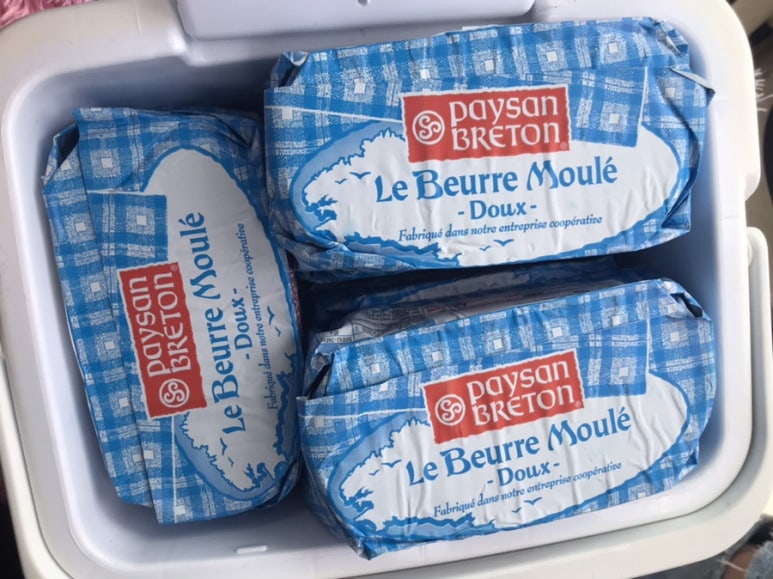 paysan
BRETON®
Le Beurre Moulé
- Doux -
Fabriqué dans notre entreprise coopérative
paysan
BRETON®
Le Beurre Moulé
- Doux -
Fabriqué dans notre entreprise coopérative
paysan
BRETON®
Le Beurre Moulé
- Doux -
Fabriqué dans notre entreprise coopérative